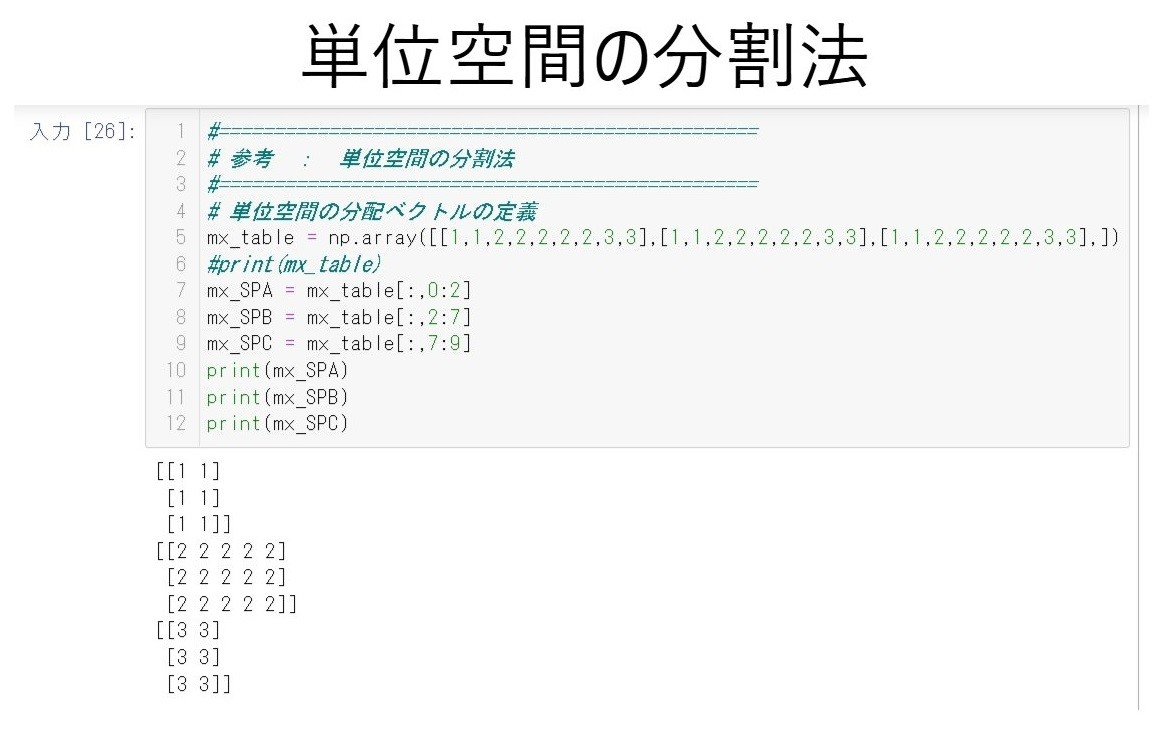 単位空間の分割法
入力 [26]:
1 #=================================================
2 # 参考 : 単位空間の分割法
3 #=================================================
4 # 単位空間の分配ベクトルの定義
5 mx_table = np.array([[1,1,2,2,2,2,2,3,3],[1,1,2,2,2,2,2,3,3],[1,1,2,2,2,2,2,3,3],])
6 #print(mx_table)
7 mx_SPA = mx_table[:,0:2]
8 mx_SPB = mx_table[:,2:7]
9 mx_SPC = mx_table[:,7:9]
10 print(mx_SPA)
11 print(mx_SPB)
12 print(mx_SPC)
[[1 1]
[1 1]
[1 1]]
[[2 2 2 2 2]
[2 2 2 2 2]
[2 2 2 2 2]]
[[3 3]
[3 3]
[3 3]]